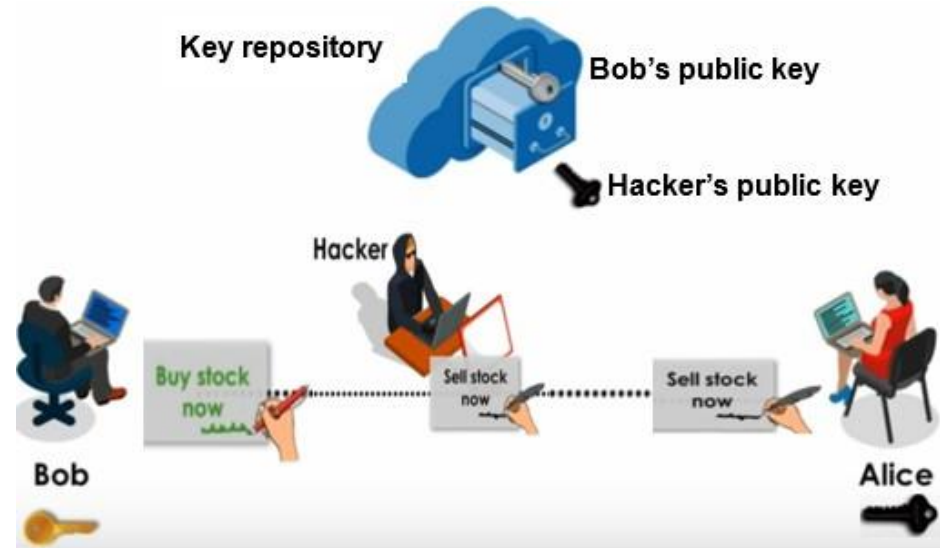 Key repository
Bob's public key
Hacker's public key
Hacker
Buy stock
now
Sell stock
now
Sell stock
now
Bob
Alice